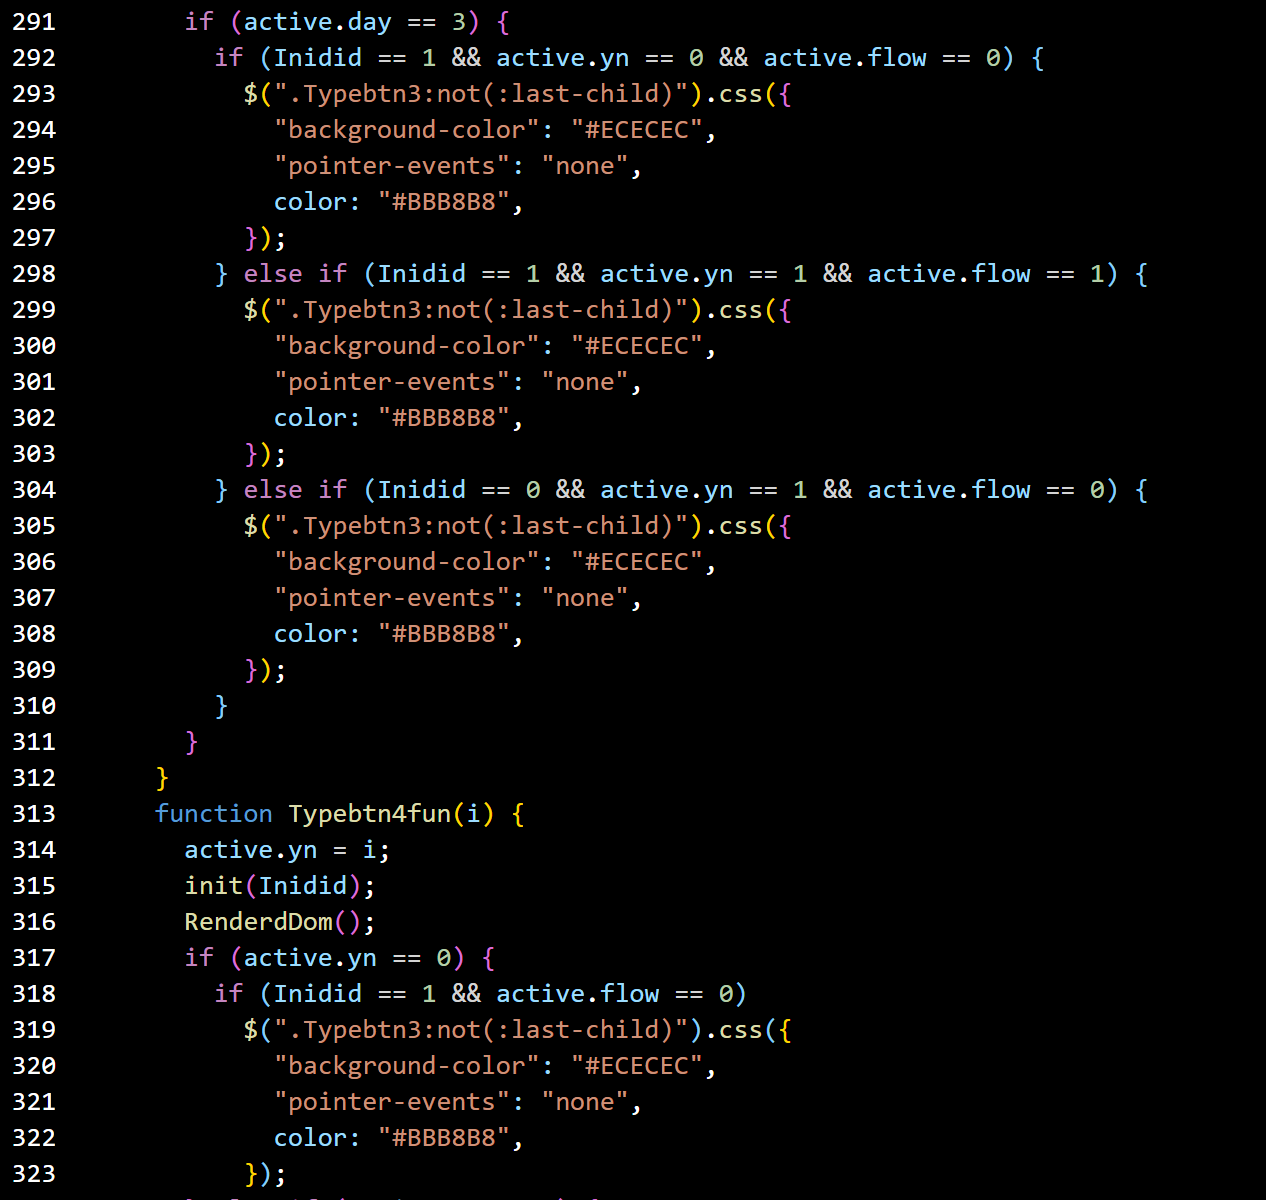 291 if (active.day == 3) {
292 if (Inidid == 1 && active.yn == 0 && active.flow == 0) {
293 $(".Typebtn3:not(:last-child)").css({
294 "background-color": "#ECECEC",
295 "pointer-events": "none",
296 color: "#BBB8B8",
297 });
298 } else if (Inidid == 1 && active.yn == 1 && active.flow == 1) {
299 $(".Typebtn3:not(:last-child)").css({
300 "background-color": "#ECECEC",
301 "pointer-events": "none",
302 color: "#BBB8B8",
303 });
304 } else if (Inidid == 0 && active.yn == 1 && active.flow == 0) {
305 $(".Typebtn3:not(:last-child)").css({
306 "background-color": "#ECECEC",
307 "pointer-events": "none",
308 color: "#BBB8B8",
309 });
310 }
311 }
312 }
313 function Typebtn4fun(i) {
314 active.yn = i;
315 init(Inidid);
316 RenderdDom();
317 if (active.yn == 0) {
318 if (Inidid == 1 && active.flow == 0)
319 $(".Typebtn3:not(:last-child)").css({
320 "background-color": "#ECECEC",
321 "pointer-events": "none",
322 color: "#BBB8B8",
323 });